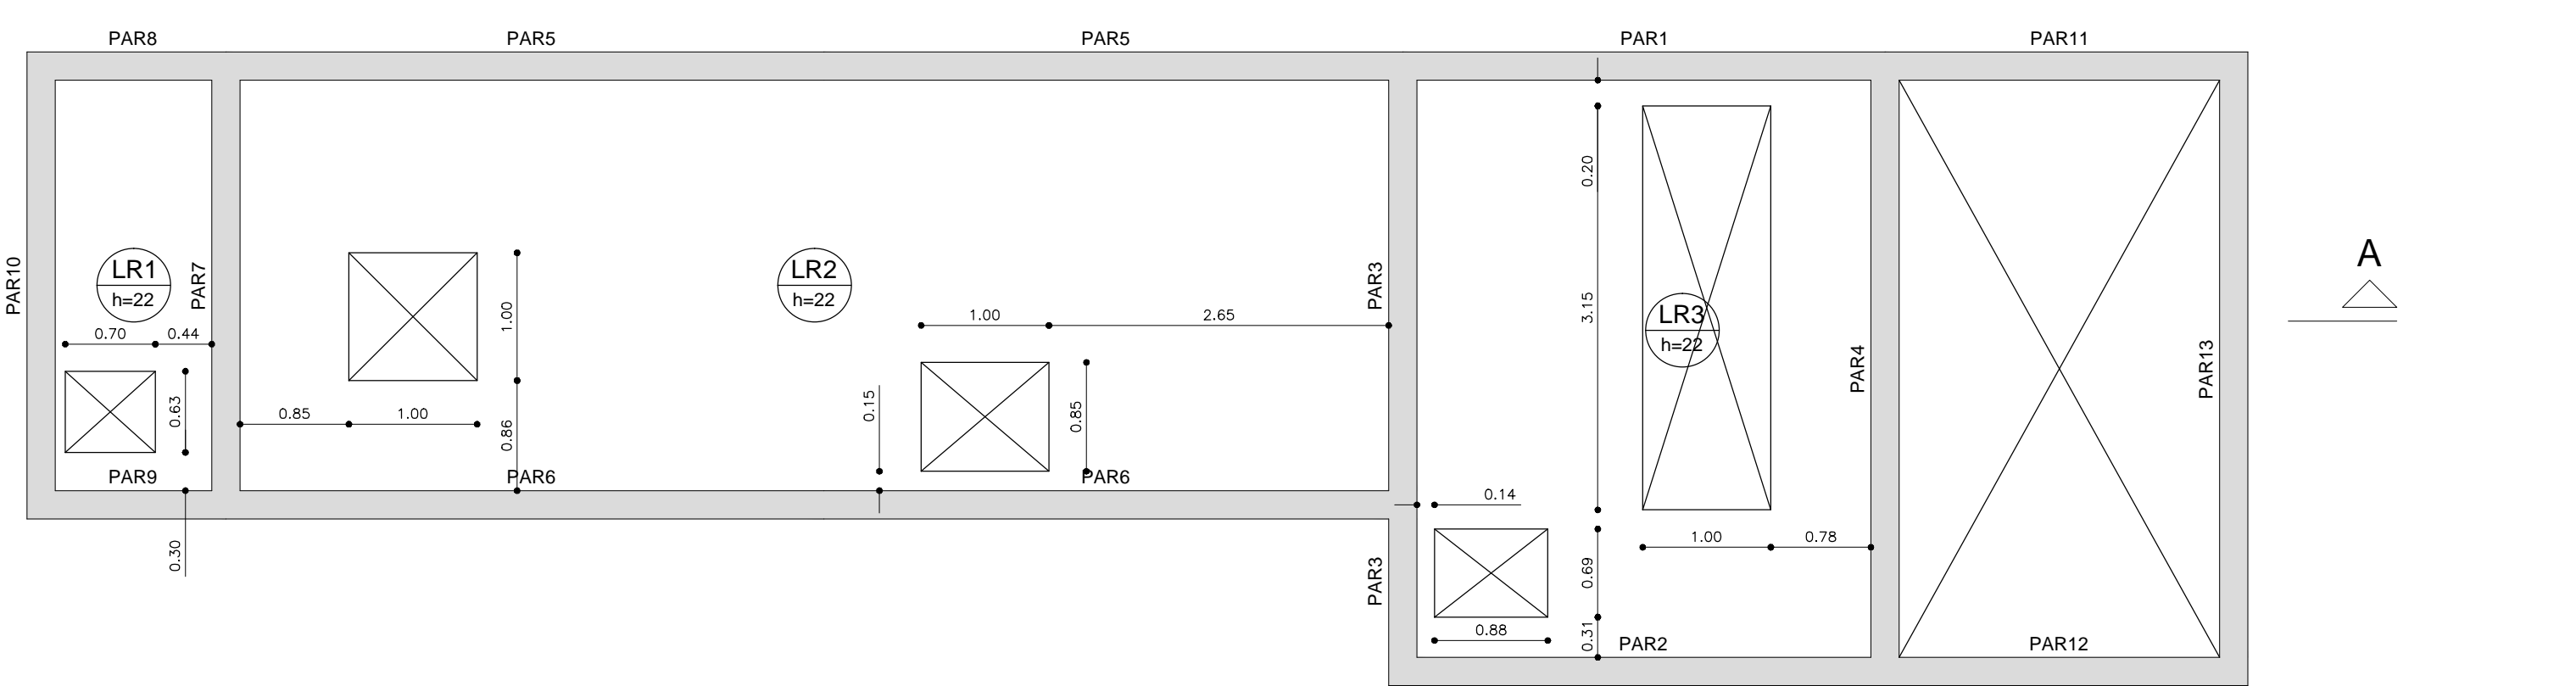 PAR8
PAR5
PAR5
PAR1
PAR11
0.20
A
PAR10
LR1
h=22
PAR7
LR2
h=22
PAR3
1.00
3.15
LR3
h=22
PAR4
PAR13
0.70
0.44
1.00
2.65
0.63
0.85
1.00
0.86
0.15
0.85
PAR9
PAR6
PAR6
0.14
1.00
0.78
0.30
PAR3
0.69
0.88
0.31
PAR2
PAR12